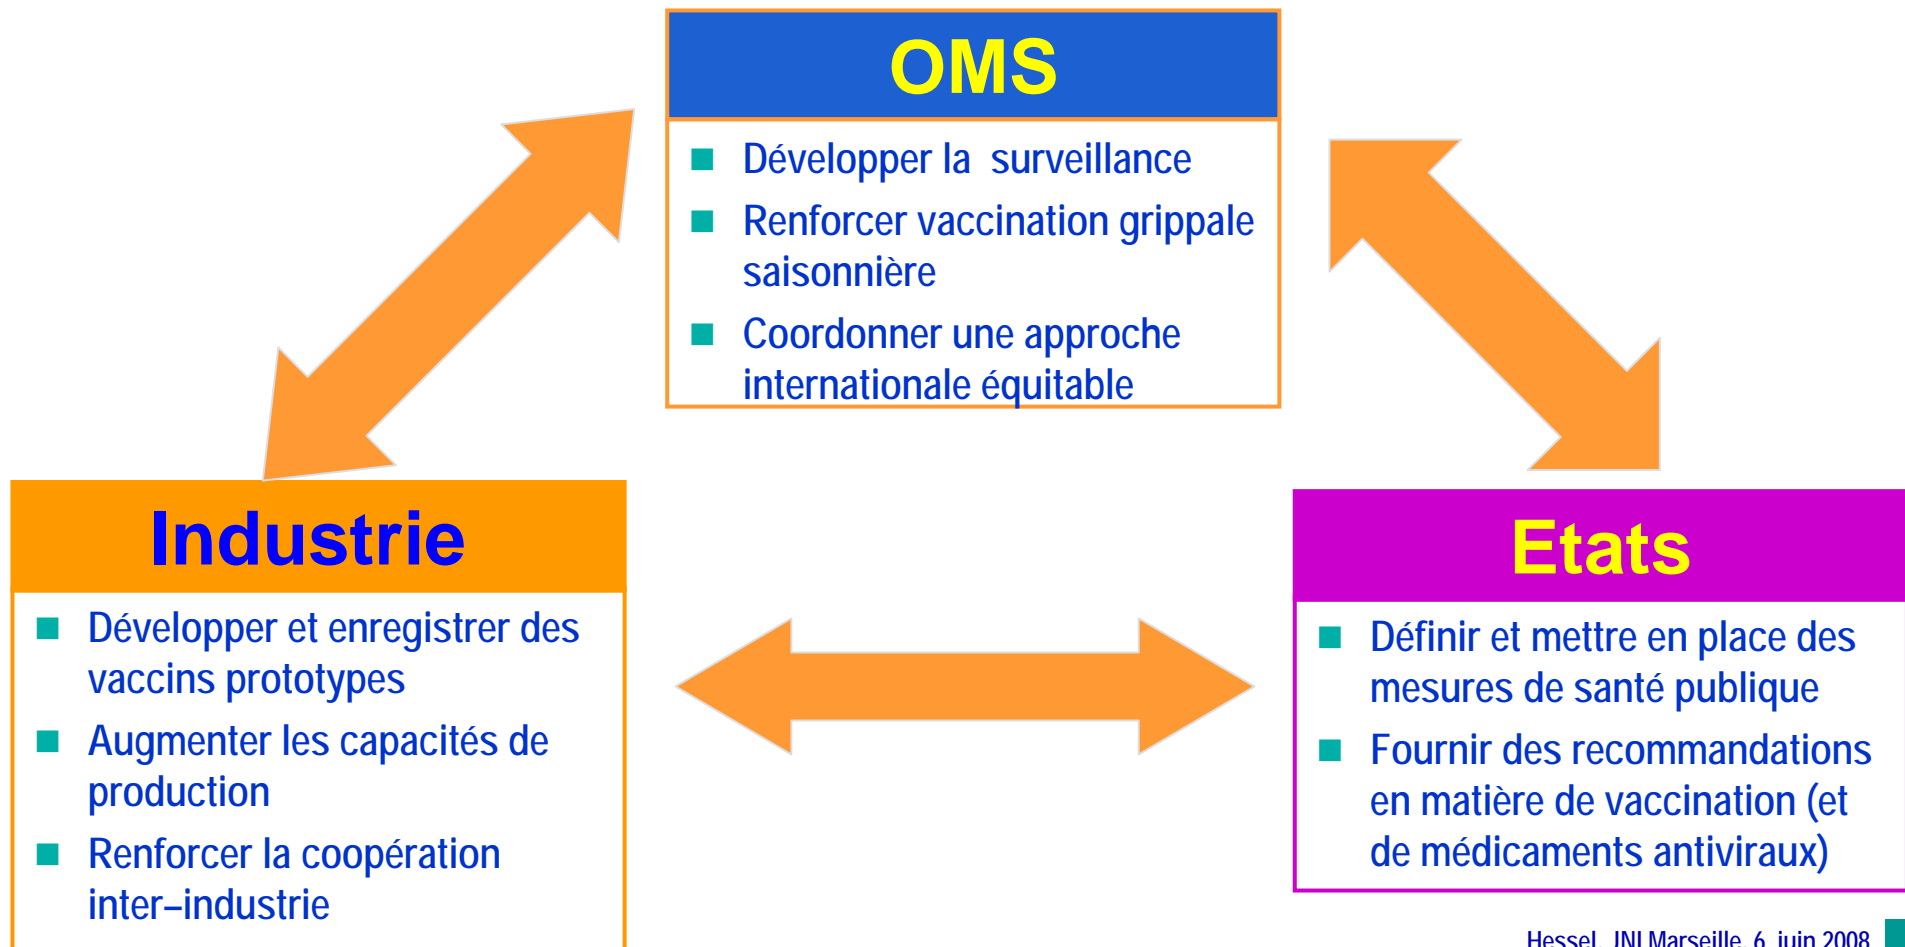 OMS
Développer la surveillance
Renforcer vaccination grippale
saisonnière
Coordonner une approche
internationale équitable
Industrie
Développer et enregistrer des
vaccins prototypes
Augmenter les capacités de
production
Renforcer la coopération
inter–industrie
Etats
Définir et mettre en place des
mesures de santé publique
Fournir des recommandations
en matière de vaccination (et
de médicaments antiviraux)
Hessel. JNI Marseille. 6. juin 2008